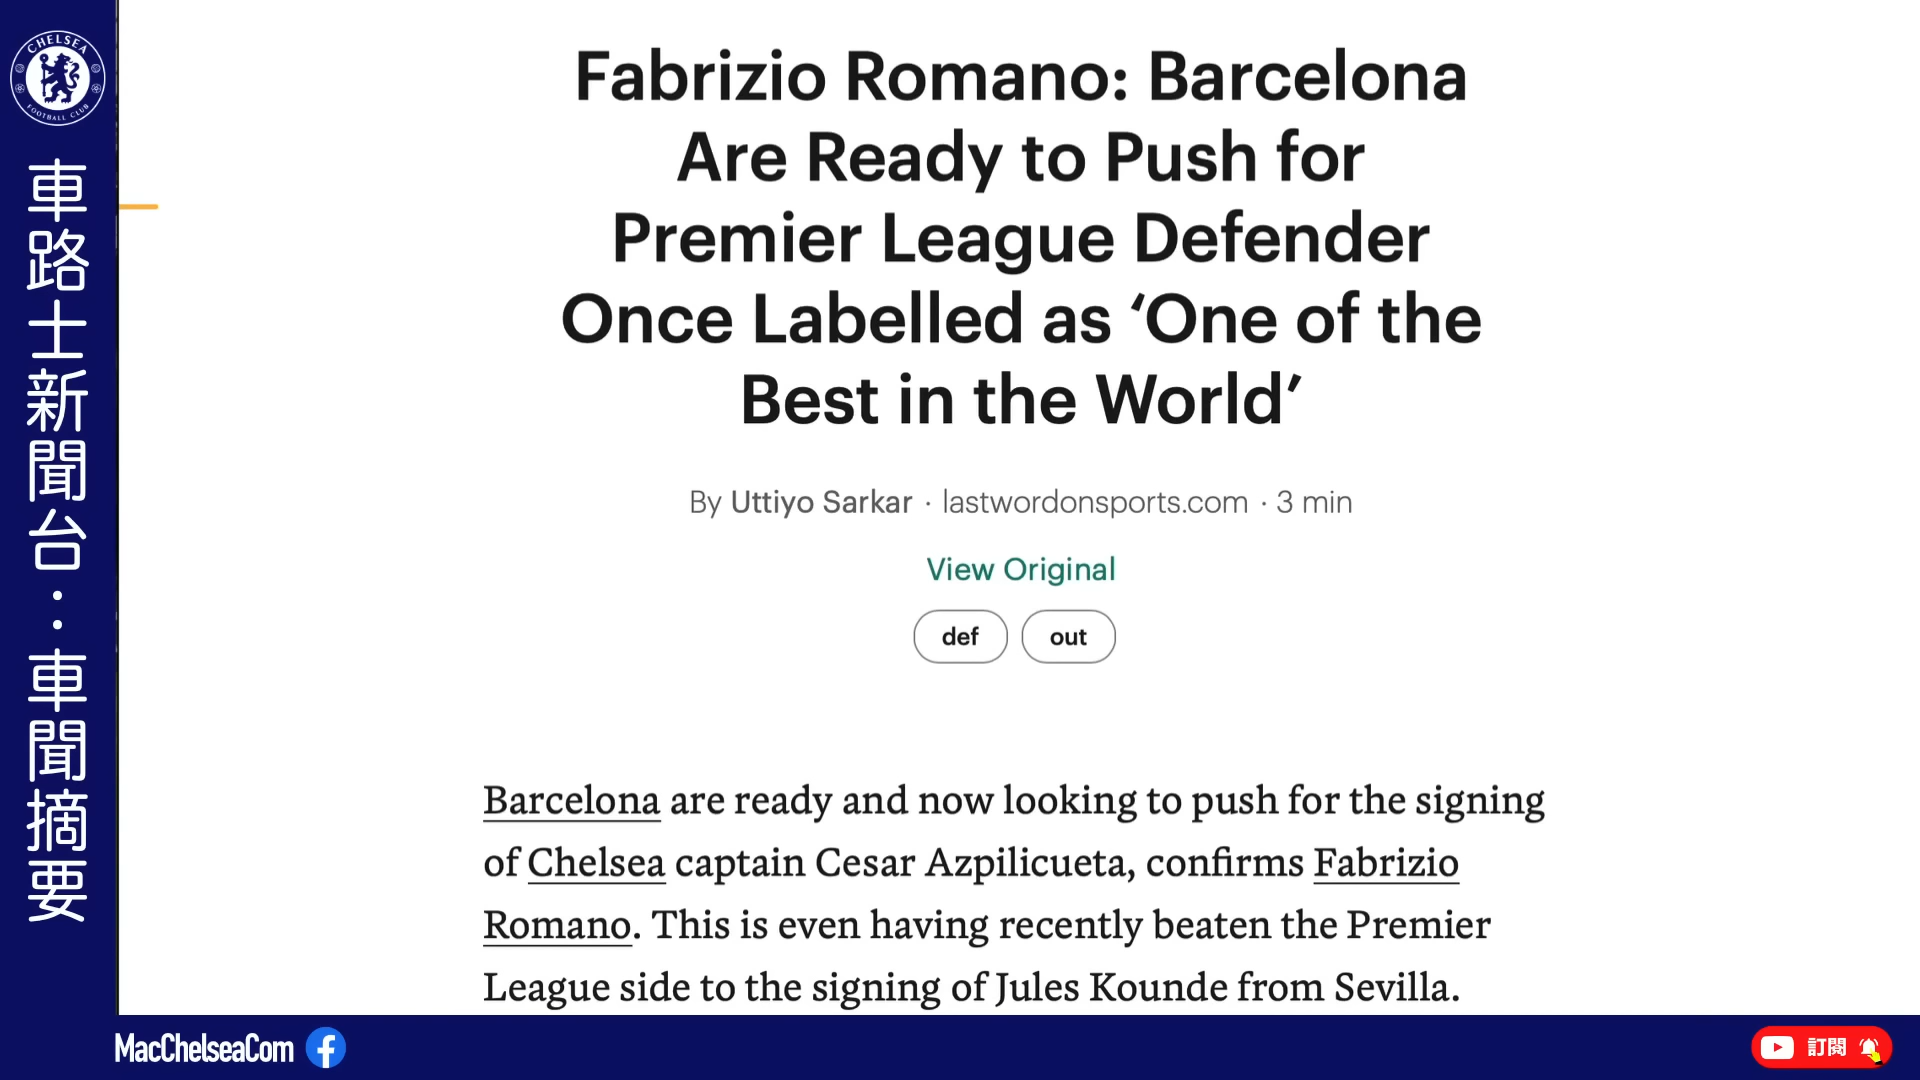 CHELSEA
FOOTBALL CLUB
車路士新聞台：車聞摘要
Fabrizio Romano: Barcelona
Are Ready to Push for
Premier League Defender
Once Labelled as ‘One of the
Best in the World’
By Uttiyo Sarkar · lastwordonsports.com · 3 min
View Original
def out
Barcelona are ready and now looking to push for the signing
of Chelsea captain Cesar Azpilicueta, confirms Fabrizio
Romano. This is even having recently beaten the Premier
League side to the signing of Jules Kounde from Sevilla.
MacChelseaCom
訂閱